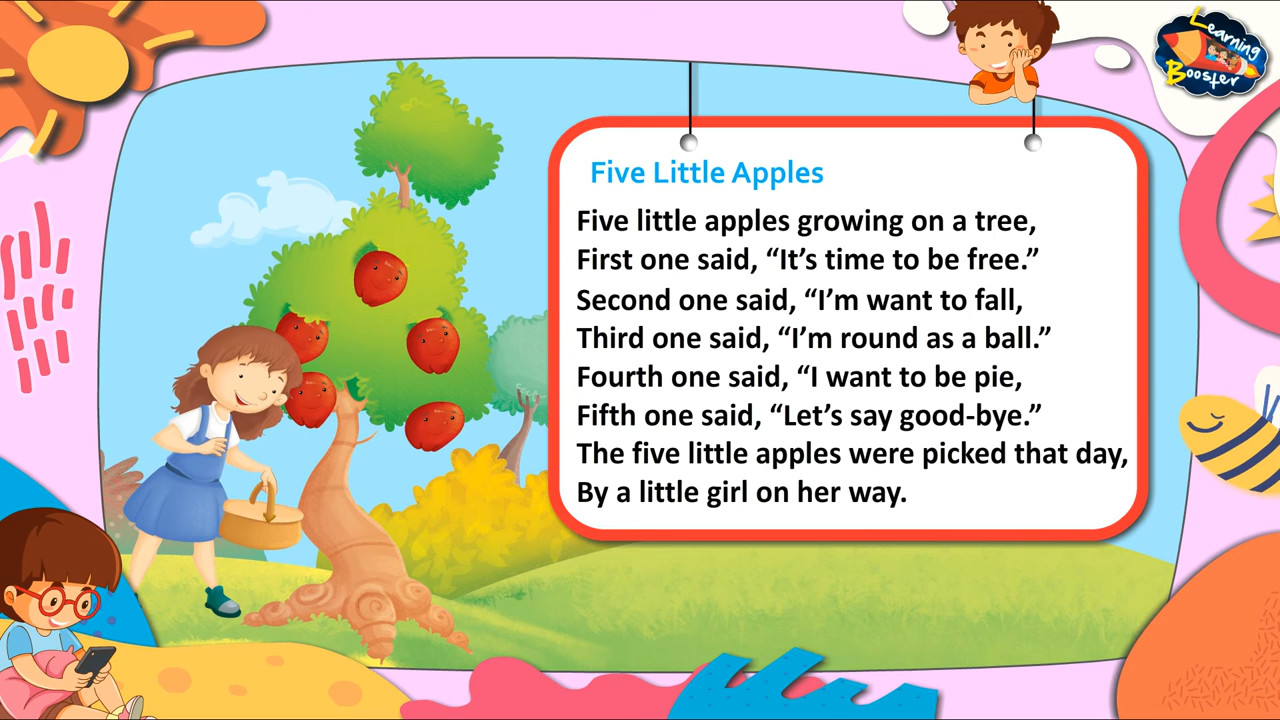 Learning
Booster
Five Little Apples
Five little apples growing on a tree,
First one said, “It’s time to be free.”
Second one said, “I’m want to fall,
Third one said, “I’m round as a ball.”
Fourth one said, “I want to be pie,
Fifth one said, “Let’s say good-bye.”
The five little apples were picked that day,
By a little girl on her way.